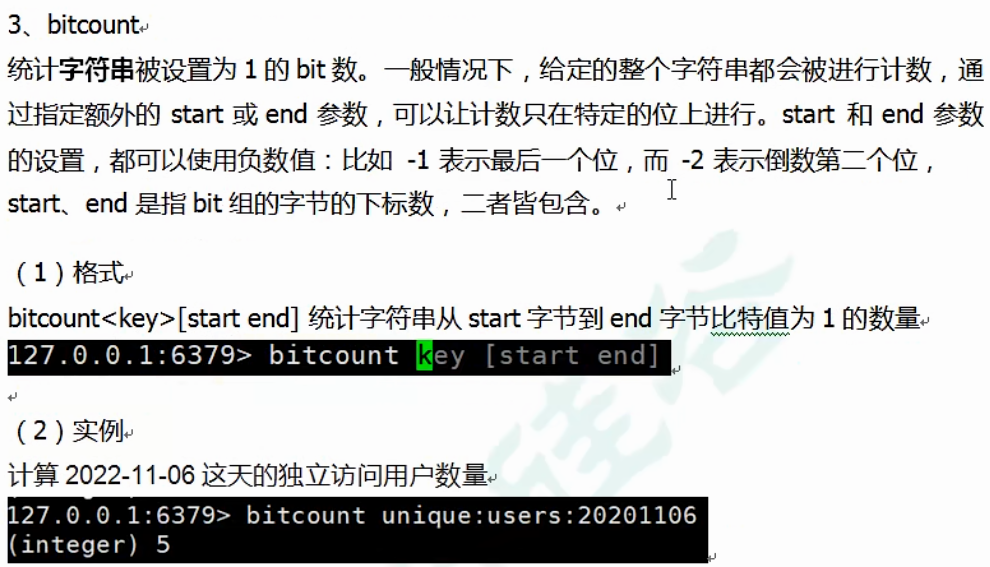 3、bitcount
统计字符串被设置为 1 的 bit 数。一般情况下，给定的整个字符串都会被进行计数，通
过指定额外的 start 或 end 参数，可以让计数只在特定的位上进行。start 和 end 参数
的设置，都可以使用负数值：比如 -1 表示最后一个位，而 -2 表示倒数第二个位，
start、end 是指 bit 组的字节的下标数，二者皆包含。
（1）格式
bitcount<key>[start end] 统计字符串从 start 字节到 end 字节比特值为 1 的数量
127.0.0.1:6379> bitcount key [start end]
（2）实例
计算 2022-11-06 这天的独立访问用户数量
127.0.0.1:6379> bitcount unique:users:20201106
(integer) 5
硅谷